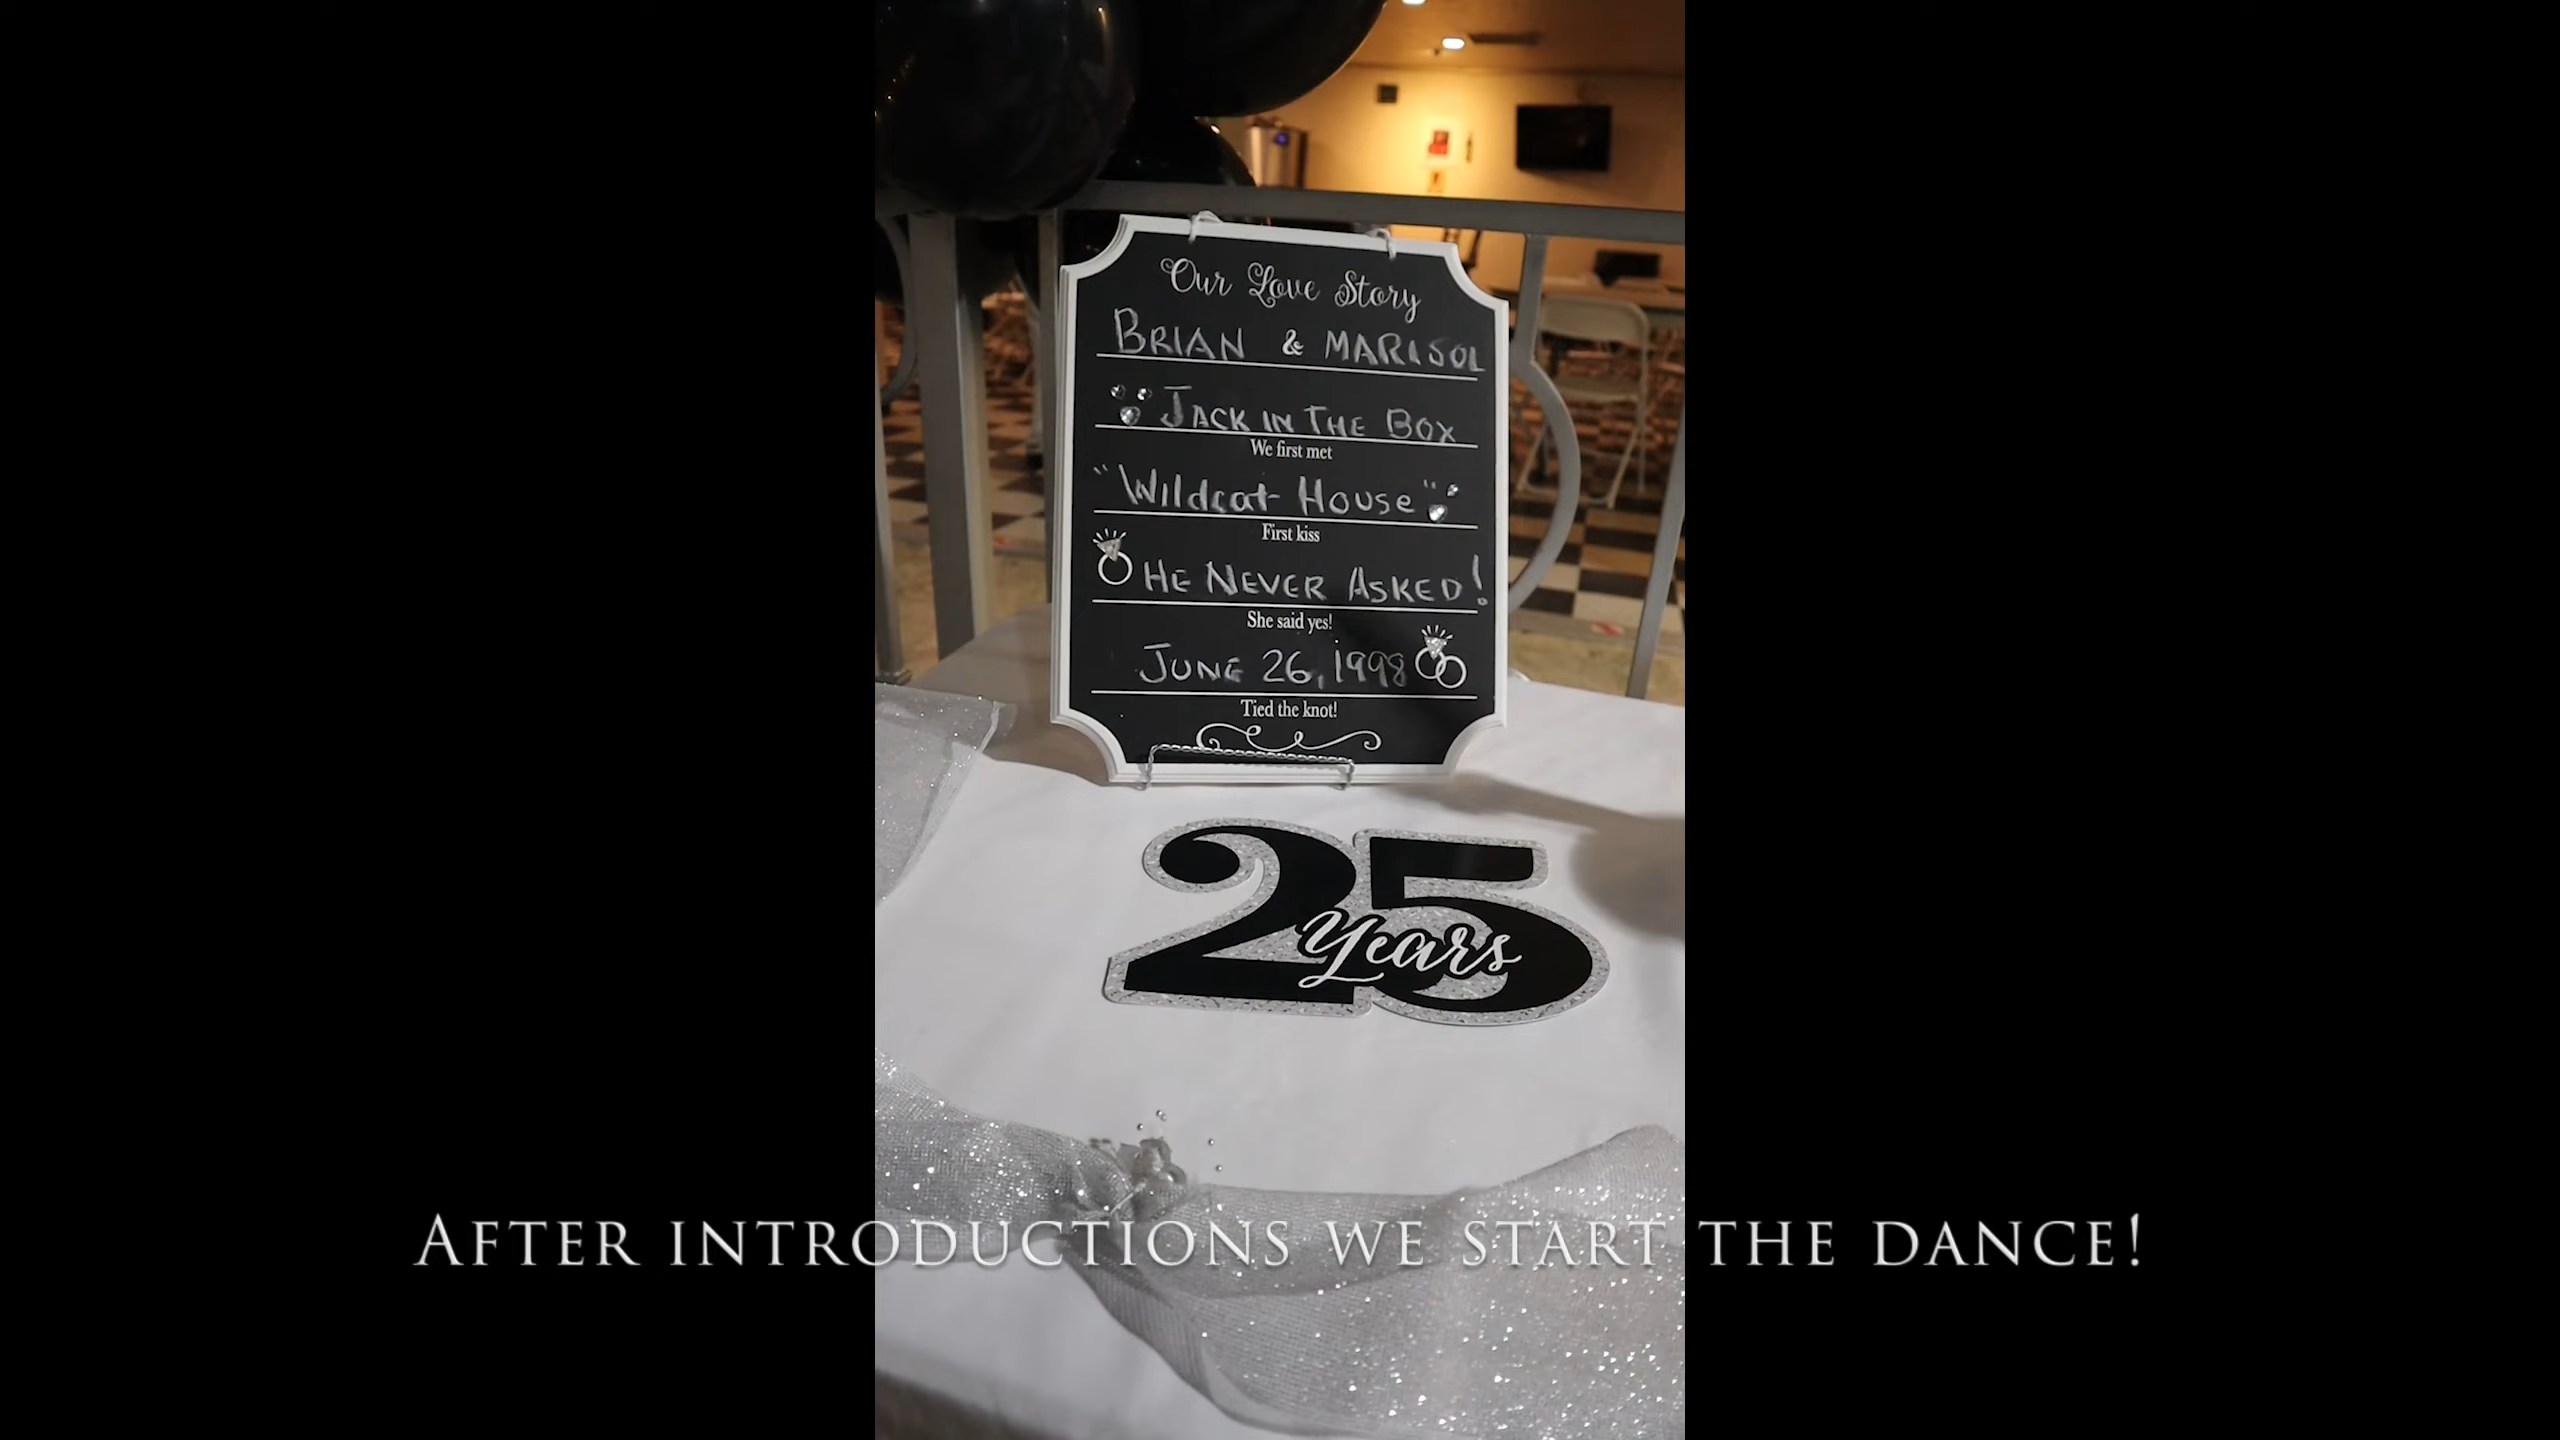 Our Love Story
BRIAN & MARISOL
JACK IN THE BOX
We first met
"Wildcat House"
First kiss
HE NEVER ASKED!
She said yes!
JUNE 26, 1998
Tied the knot!
25
Years
AFTER INTRODUCTIONS WE START THE DANCE!